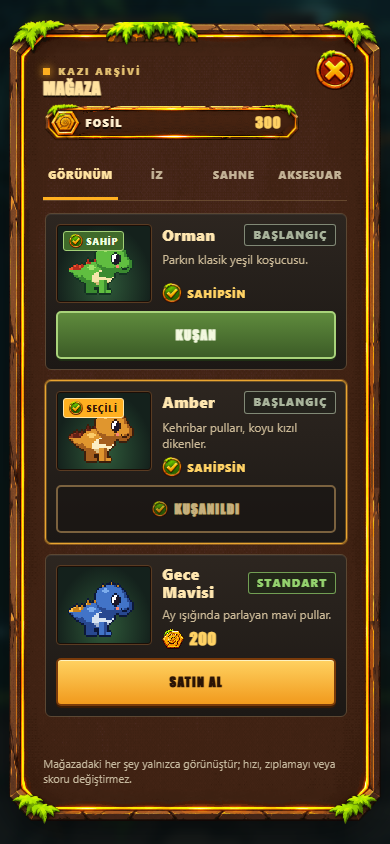 KAZI ARŞİVİ
MAĞAZA
FOSİL 300
GÖRÜNÜM İZ SAHNE AKSESUAR
SAHİP
Orman BAŞLANGIÇ
Parkın klasik yeşil koşucusu.
SAHİPSİN
KUŞAN
SEÇİLİ
Amber BAŞLANGIÇ
Kehribar pulları, koyu kızıl
dikenler.
SAHİPSİN
KUŞANILDI
Gece
Mavisi
STANDART
Ay ışığında parlayan mavi pullar.
200
SATIN AL
Mağazadaki her şey yalnızca görünüştür; hızı, zıplamayı veya
skoru değiştirmez.